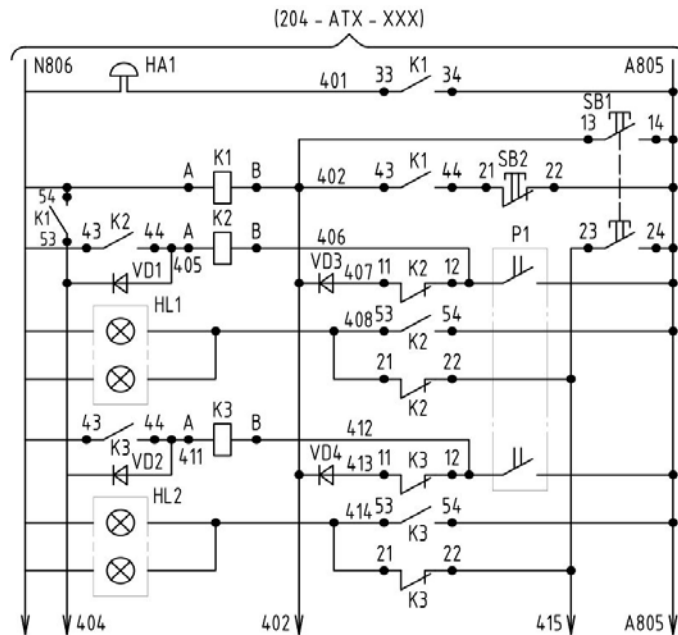 (204 - ATX - XXX)
N806 HA1 K1 A805
401 33 34
SB1
13 14
K1 K1 SB2
A B 402 43 44 21 22
54
K1 K2 K2
53 43 44 A B 406 P1 23 24
405
VD1 VD3 407 11 K2 12
HL1
408 53 54
K2
21 22
K2
K3
43 44 A B 412
K3 411
VD2 VD4 413 11 K3 12
HL2
414 53 54
K3
21 22
K3
404 402 415 A805